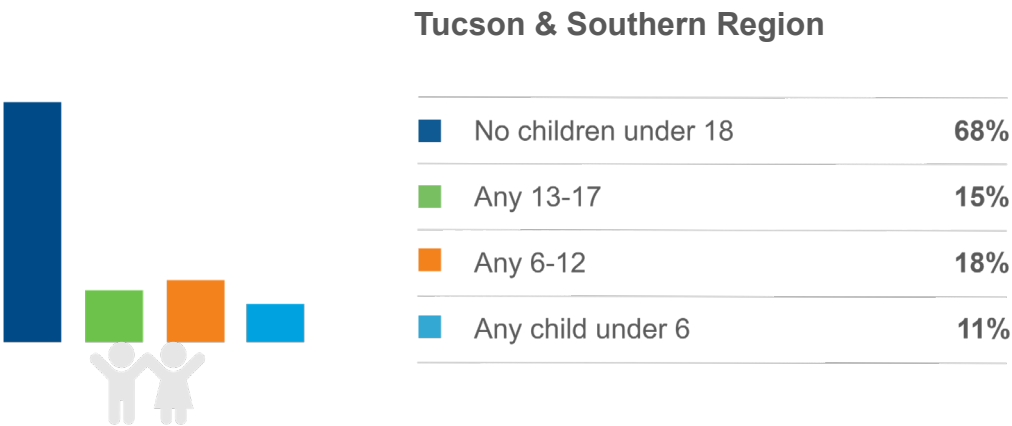 Tucson & Southern Region
No children under 18 68%
Any 13-17 15%
Any 6-12 18%
Any child under 6 11%